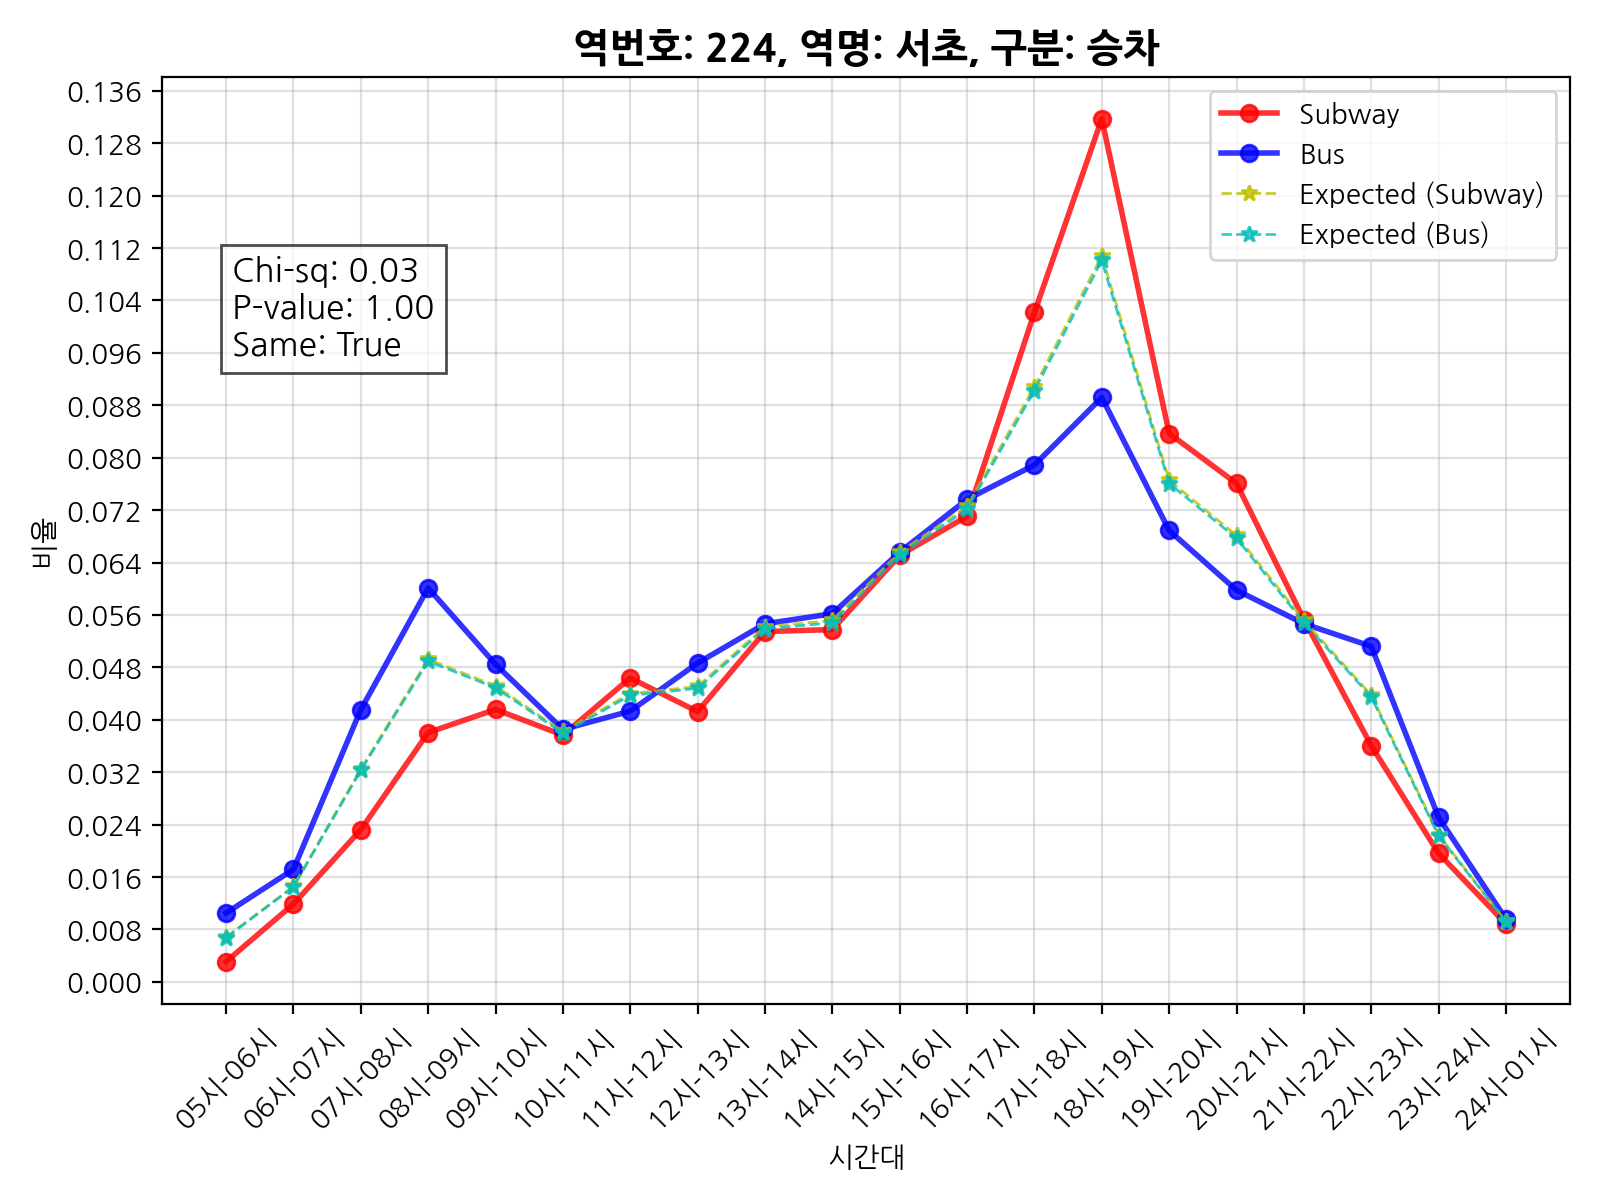 역번호: 224, 역명: 서초, 구분: 승차
0.136
0.128
0.120
0.112
0.104
0.096
0.088
0.080
0.072
0.064
0.056
0.048
0.040
0.032
0.024
0.016
0.008
0.000
비율
Subway
Bus
Expected (Subway)
Expected (Bus)
Chi-sq: 0.03
P-value: 1.00
Same: True
05시-06시
06시-07시
07시-08시
08시-09시
09시-10시
10시-11시
11시-12시
12시-13시
13시-14시
14시-15시
15시-16시
16시-17시
17시-18시
18시-19시
19시-20시
20시-21시
21시-22시
22시-23시
23시-24시
24시-01시
시간대